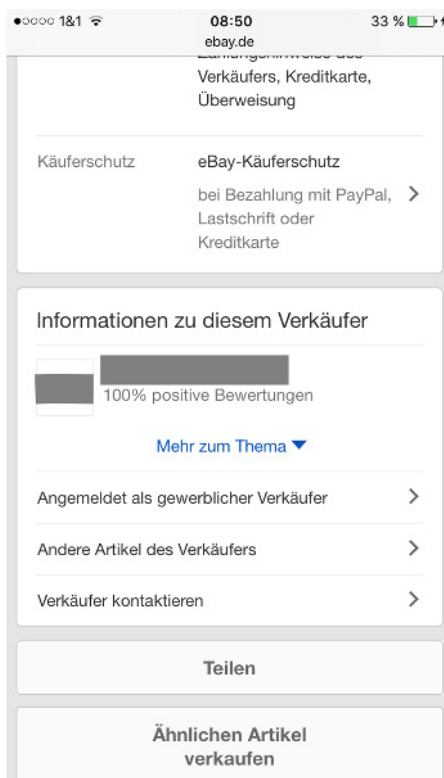 1&1 08:50 33 %
ebay.de
Zahlungshinweise des
Verkäufers, Kreditkarte,
Überweisung
Käuferschutz eBay-Käuferschutz
bei Bezahlung mit PayPal,
Lastschrift oder
Kreditkarte
Informationen zu diesem Verkäufer
100% positive Bewertungen
Mehr zum Thema
Angemeldet als gewerblicher Verkäufer
Andere Artikel des Verkäufers
Verkäufer kontaktieren
Teilen
Ähnlichen Artikel
verkaufen